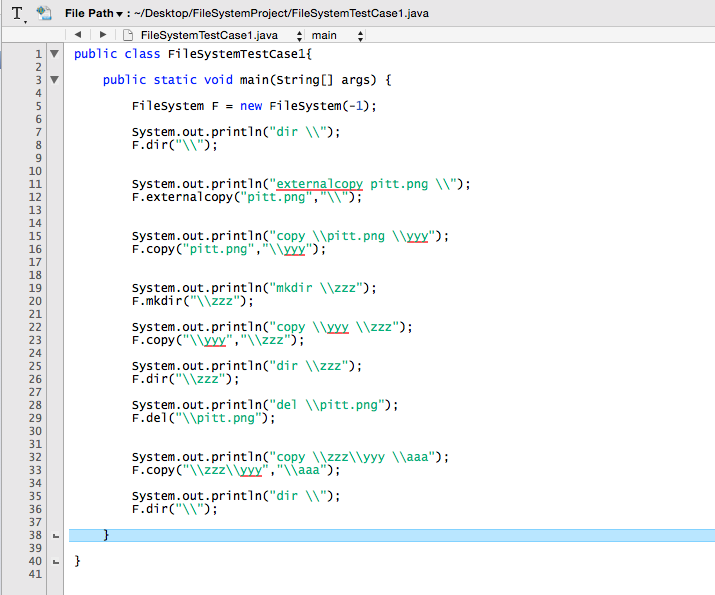 T File Path ▾ : ~/Desktop/FileSystemProject/FileSystemTestCase1.java
FileSystemTestCase1.java main
1 public class FileSystemTestCase1{
2
3 public static void main(String[] args) {
4
5 FileSystem F = new FileSystem(-1);
6
7 System.out.println("dir \\");
8 F.dir("\\");
9
10
11 System.out.println("externalcopy pitt.png \\");
12 F.externalcopy("pitt.png","\\");
13
14
15 System.out.println("copy \\pitt.png \\yyy");
16 F.copy("pitt.png","\\yyy");
17
18
19 System.out.println("mkdir \\zzz");
20 F.mkdir("\\zzz");
21
22 System.out.println("copy \\yyy \\zzz");
23 F.copy("\\yyy","\\zzz");
24
25 System.out.println("dir \\zzz");
26 F.dir("\\zzz");
27
28 System.out.println("del \\pitt.png");
29 F.del("\\pitt.png");
30
31
32 System.out.println("copy \\zzz\\yyy \\aaa");
33 F.copy("\\zzz\\yyy","\\aaa");
34
35 System.out.println("dir \\");
36 F.dir("\\");
37
38 }
39
40 }
41